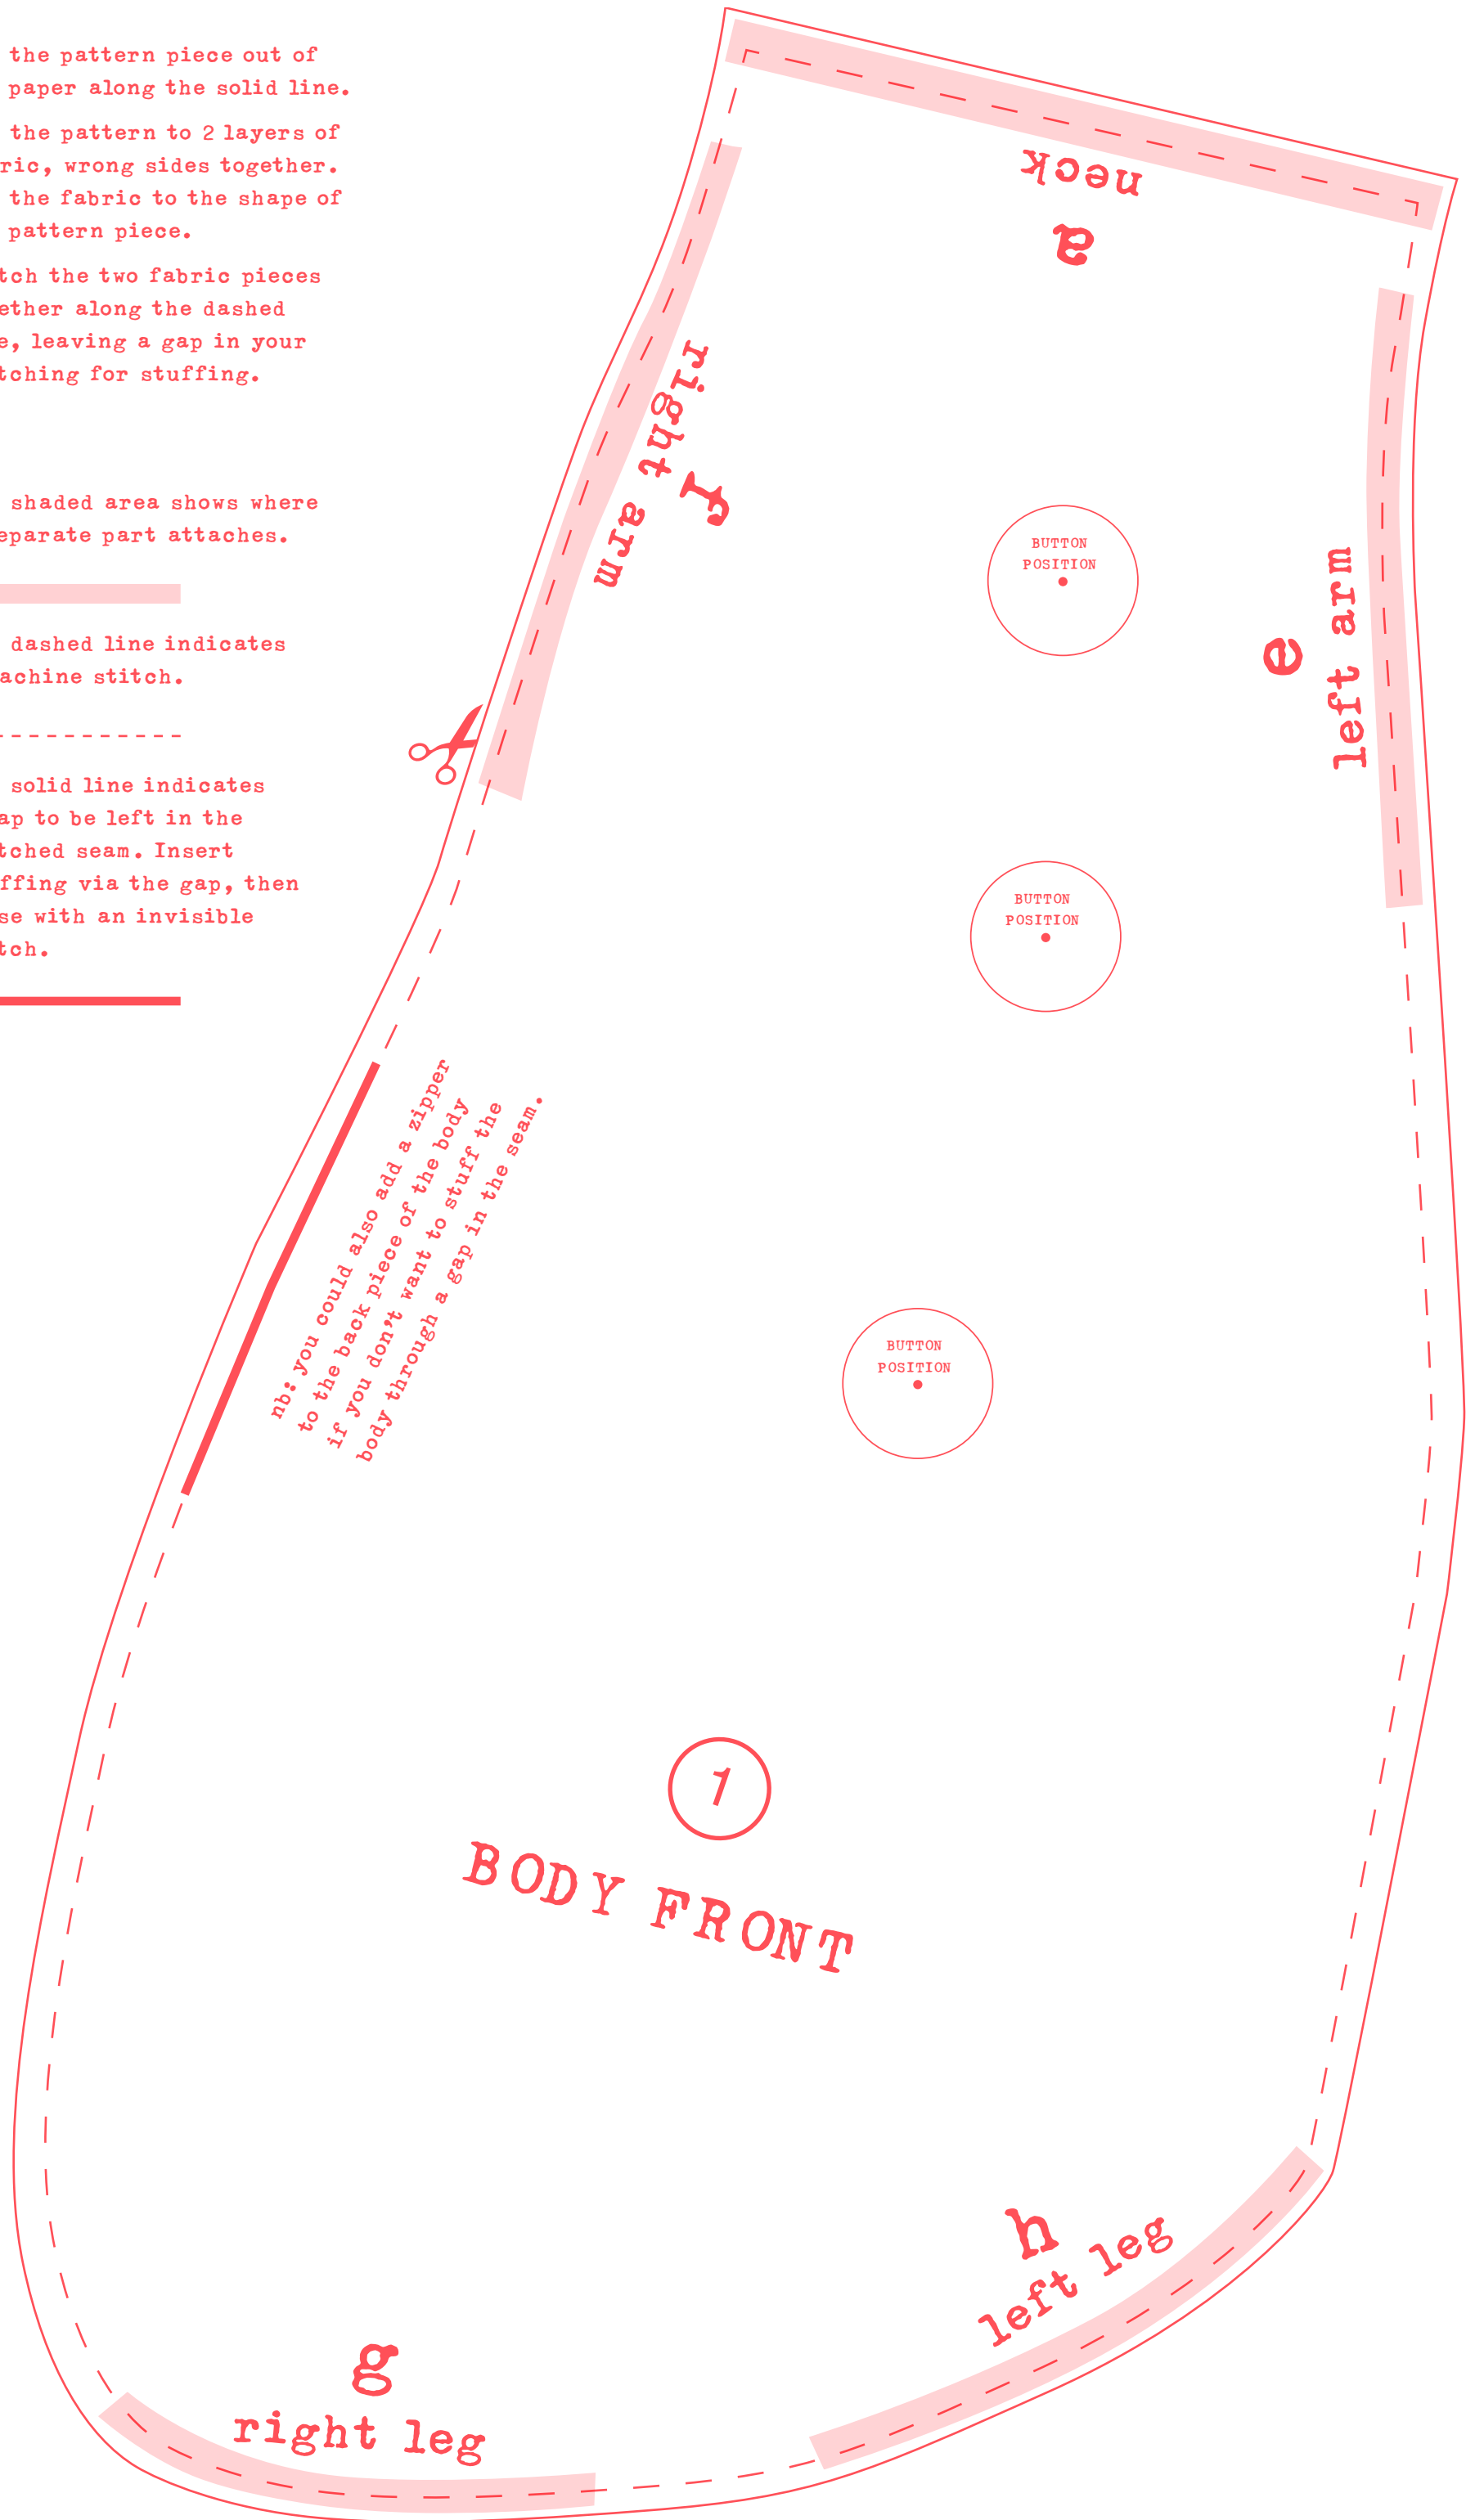 the pattern piece out of
paper along the solid line.
the pattern to 2 layers of
ric, wrong sides together.
the fabric to the shape of
pattern piece.
tch the two fabric pieces
ether along the dashed
e, leaving a gap in your
tching for stuffing.
shaded area shows where
eparate part attaches.
dashed line indicates
achine stitch.
solid line indicates
ap to be left in the
tched seam. Insert
ffing via the gap, then
se with an invisible
tch.
neck
a
right arm
f
BUTTON
POSITION
left arm
e
BUTTON
POSITION
nb: you could also add a zipper
to the back piece of the body
if you don't want to stuff the
body through a gap in the seam.
BUTTON
POSITION
1
BODY FRONT
h
left leg
g
right leg